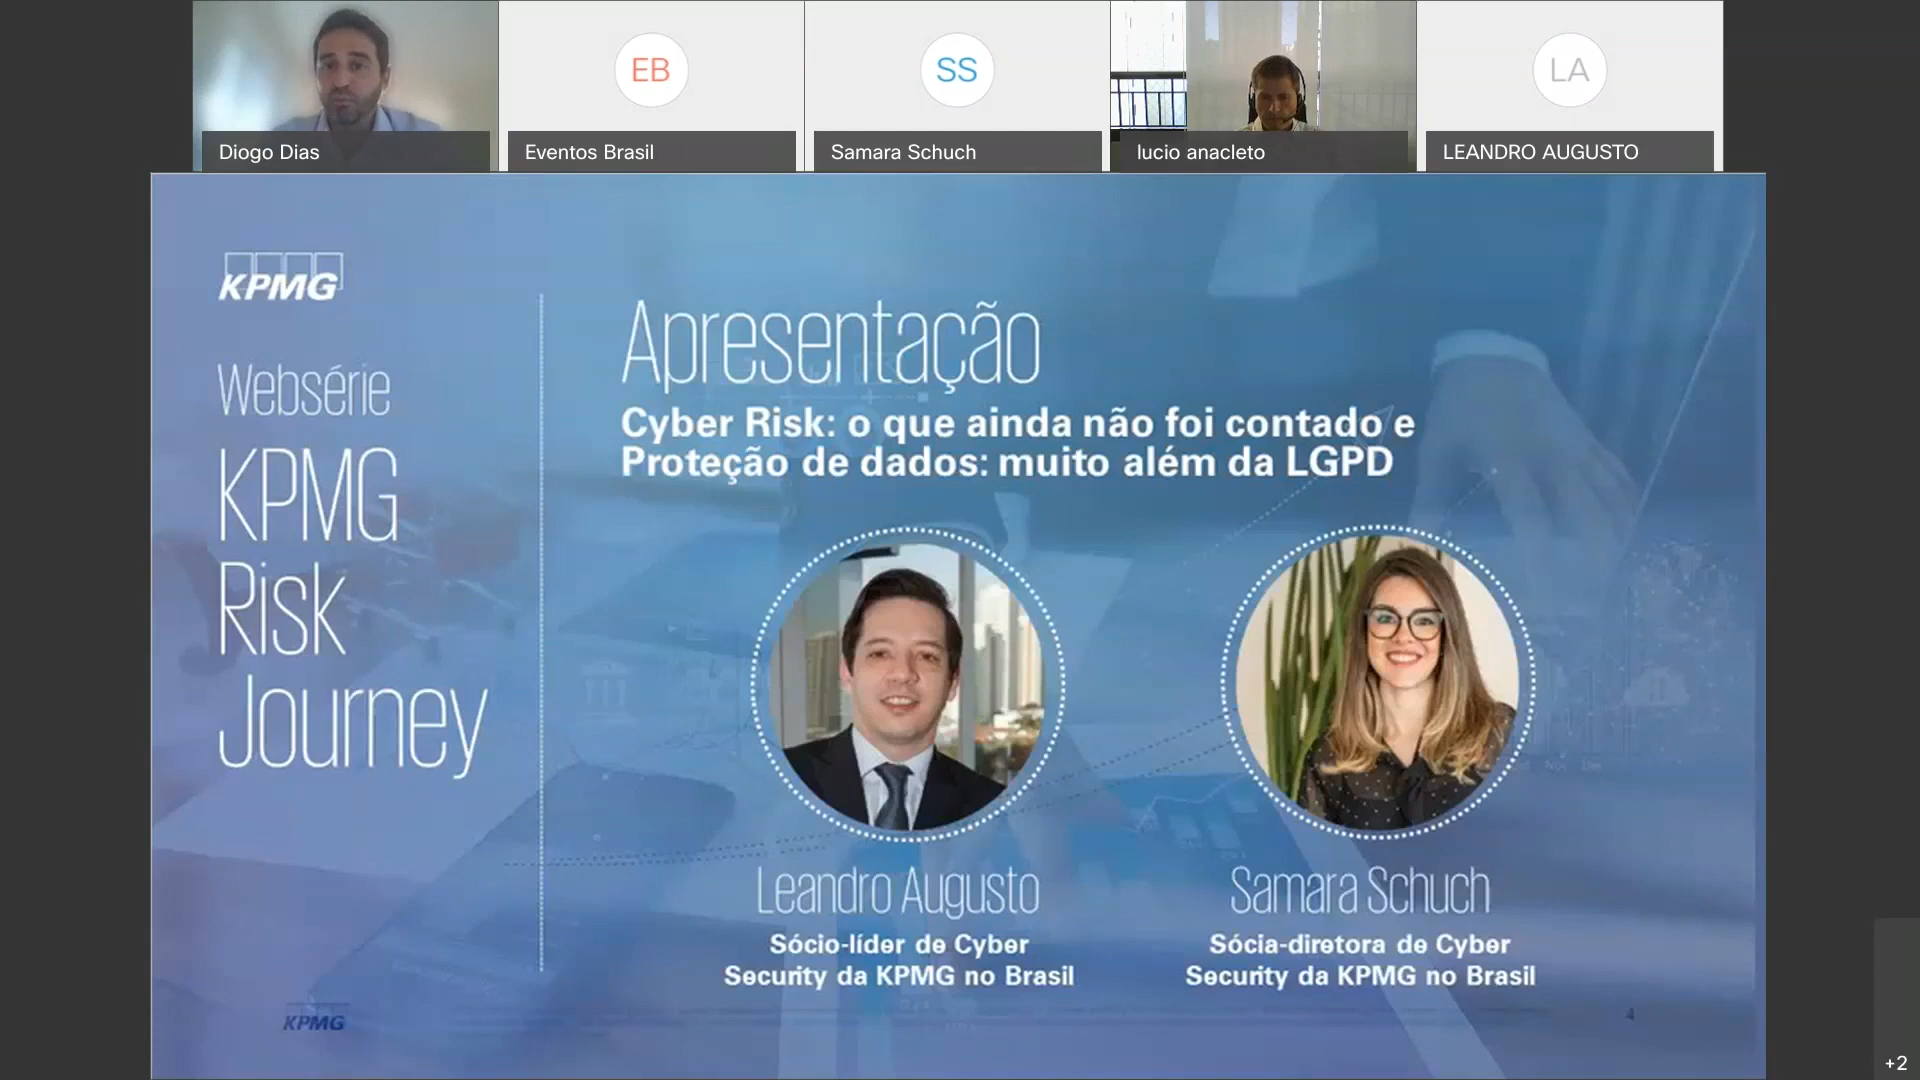 EB
SS
LA
Diogo Dias
Eventos Brasil
Samara Schuch
lucio anacleto
LEANDRO AUGUSTO
KPMG
Websérie
KPMG
Risk
Journey
Apresentação
Cyber Risk: o que ainda não foi contado e
Proteção de dados: muito além da LGPD
Leandro Augusto
Sócio-líder de Cyber
Security da KPMG no Brasil
Samara Schuch
Sócia-diretora de Cyber
Security da KPMG no Brasil
KPMG
4
+2